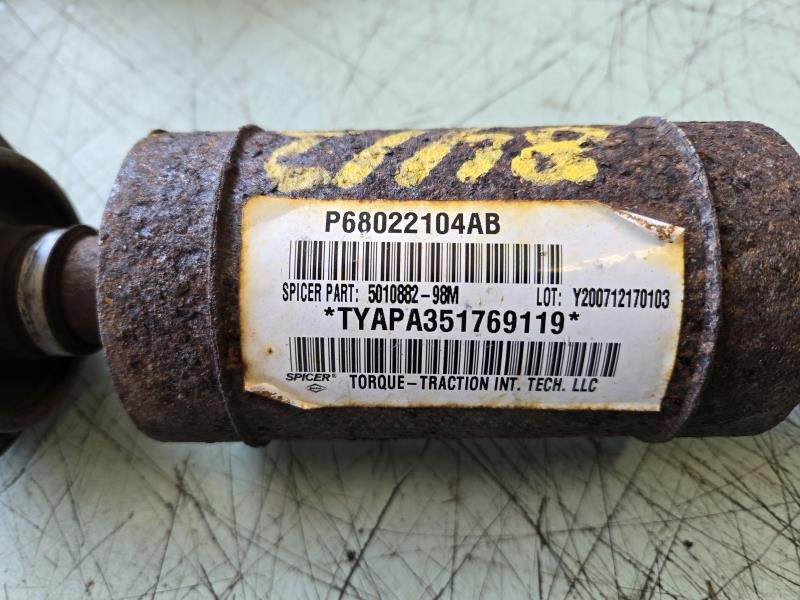 P68022104AB
SPICER PART: 5010882-98M LOT: Y200712170103
*TYAPA351769119*
SPICER® TORQUE-TRACTION INT. TECH. LLC